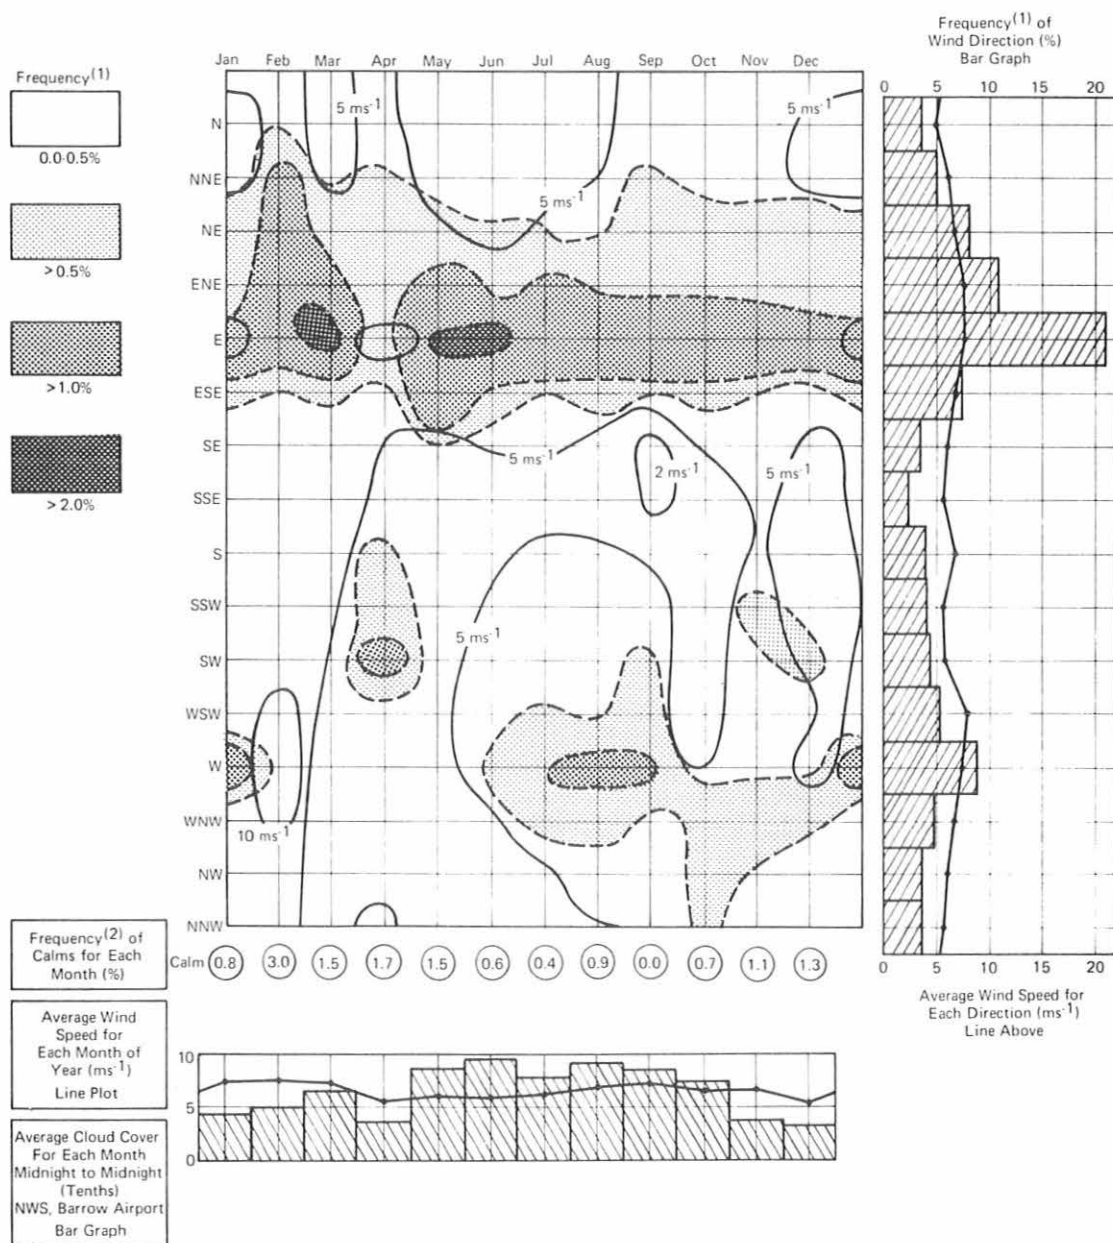 Frequency(1) of
Wind Direction (%)
Bar Graph
Frequency(1)
0.0-0.5%
>0.5%
>1.0%
>2.0%
Jan Feb Mar Apr May Jun Jul Aug Sep Oct Nov Dec
0 5 10 15 20
N
NNE
NE
ENE
E
ESE
SE
SSE
S
SSW
SW
WSW
W
WNW
NW
NNW
5 ms-1
5 ms-1
5 ms-1
5 ms-1
2 ms-1
5 ms-1
5 ms-1
10 ms-1
Frequency(2) of
Calms for Each
Month (%)
Calm 0.8 3.0 1.5 1.7 1.5 0.6 0.4 0.9 0.0 0.7 1.1 1.3
0 5 10 15 20
Average Wind Speed for
Each Direction (ms-1)
Line Above
Average Wind
Speed for
Each Month of
Year (ms-1)
Line Plot
10
5
0
Average Cloud Cover
For Each Month
Midnight to Midnight
(Tenths)
NWS, Barrow Airport
Bar Graph